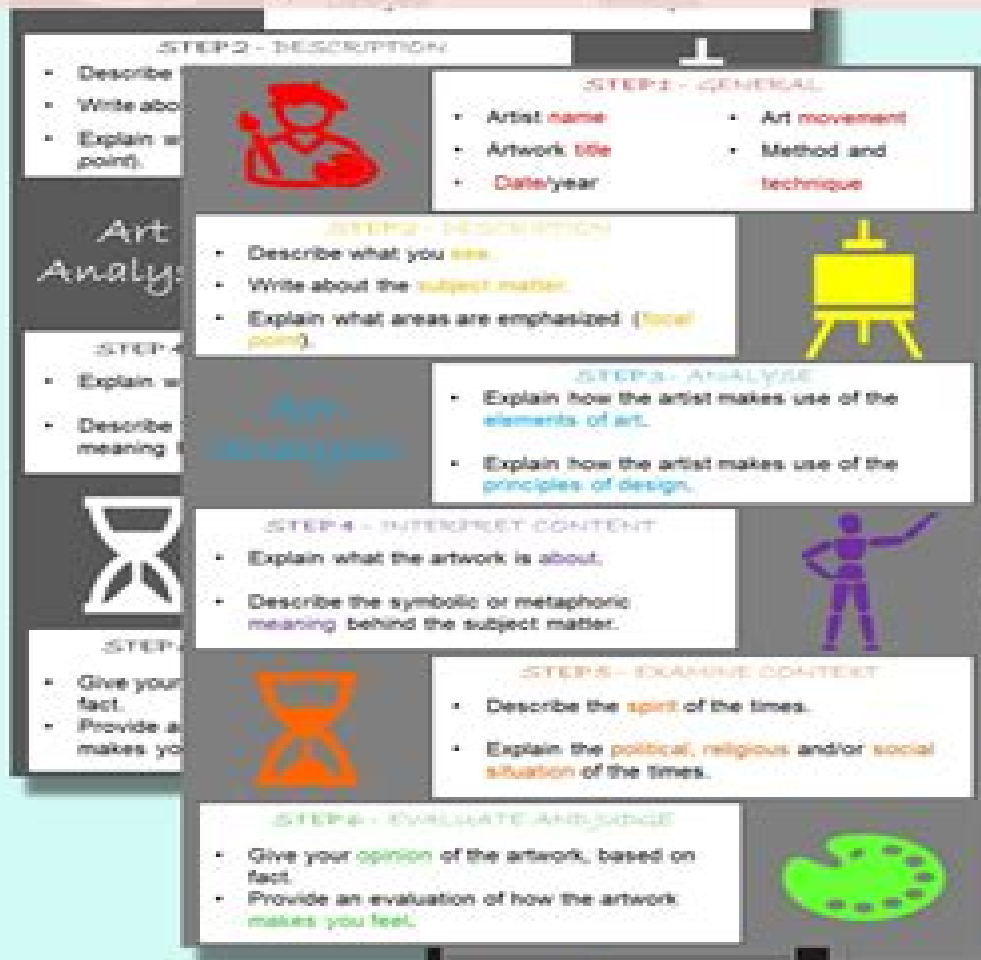 STEP 2 - DESCRIPTION
• Describe
• Write abo
• Explain w
point).
Art
Analys
STEP 4
• Explain w
• Describe
meaning
STEP
• Give your
fact.
• Provide a
makes yo
STEP 1 - GENERAL
• Artist name
• Artwork title
• Date/year
• Art movement
• Method and
technique
STEP 2 - DESCRIPTION
• Describe what you see.
• Write about the subject matter.
• Explain what areas are emphasized (focal
point).
STEP 3 - ANALYSE
• Explain how the artist makes use of the
elements of art.
• Explain how the artist makes use of the
principles of design.
Art
Analysis
STEP 4 - INTERPRET CONTENT
• Explain what the artwork is about.
• Describe the symbolic or metaphoric
meaning behind the subject matter.
STEP 5 - EXAMINE CONTEXT
• Describe the spirit of the times.
• Explain the political, religious and/or social
situation of the times.
STEP 6 - EVALUATE AND JUDGE
• Give your opinion of the artwork, based on
fact.
• Provide an evaluation of how the artwork
makes you feel.